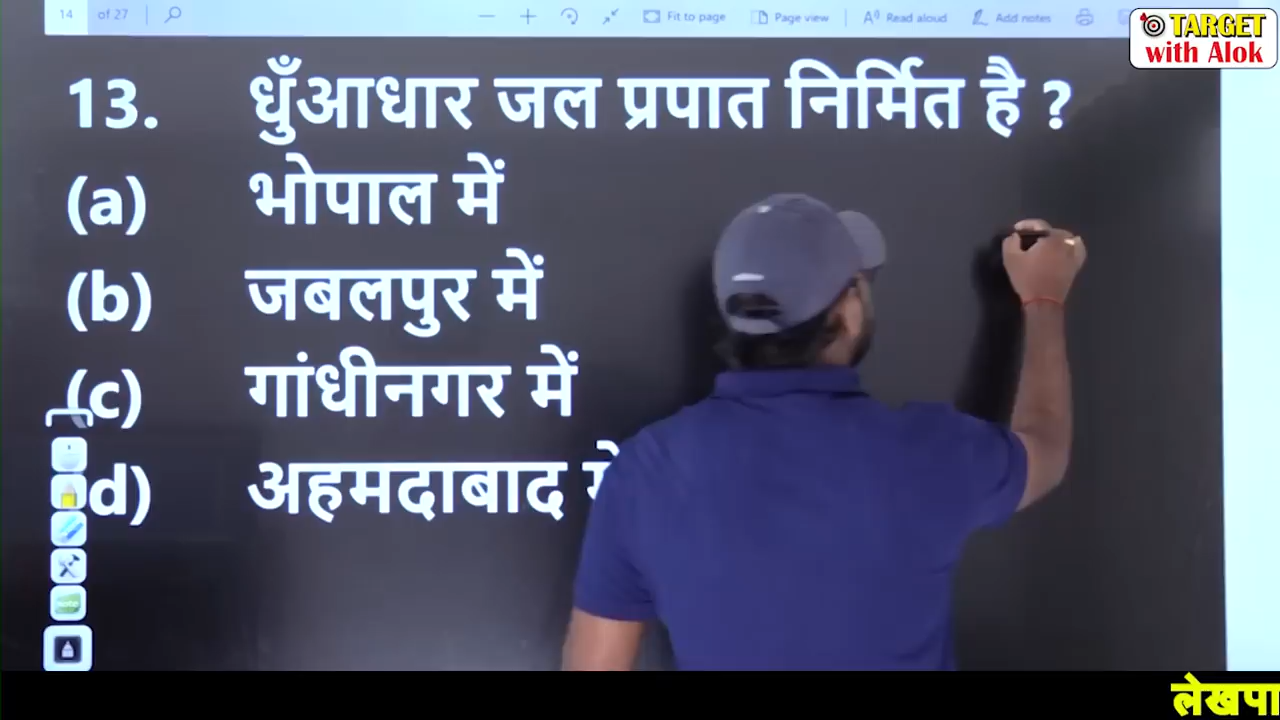 14 of 27 Fit to page Page view Read aloud Add notes
TARGET
with Alok
13. धुँआधार जल प्रपात निर्मित है ?
(a) भोपाल में
(b) जबलपुर में
(c) गांधीनगर में
d) अहमदाबाद